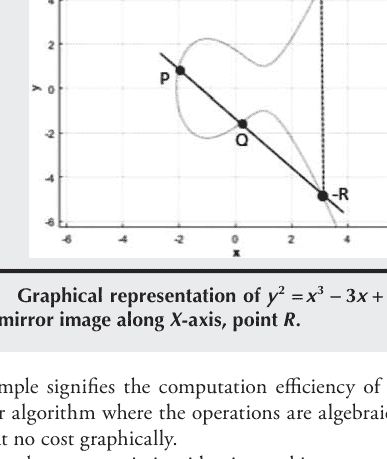 4
2
P
0
y
-2
Q
-4
-R
-6
-6 -4 -2 0 2 4
x
Graphical representation of y² = x³ − 3x +
mirror image along X-axis, point R.
mple signifies the computation efficiency of
r algorithm where the operations are algebrai
t no cost graphically.